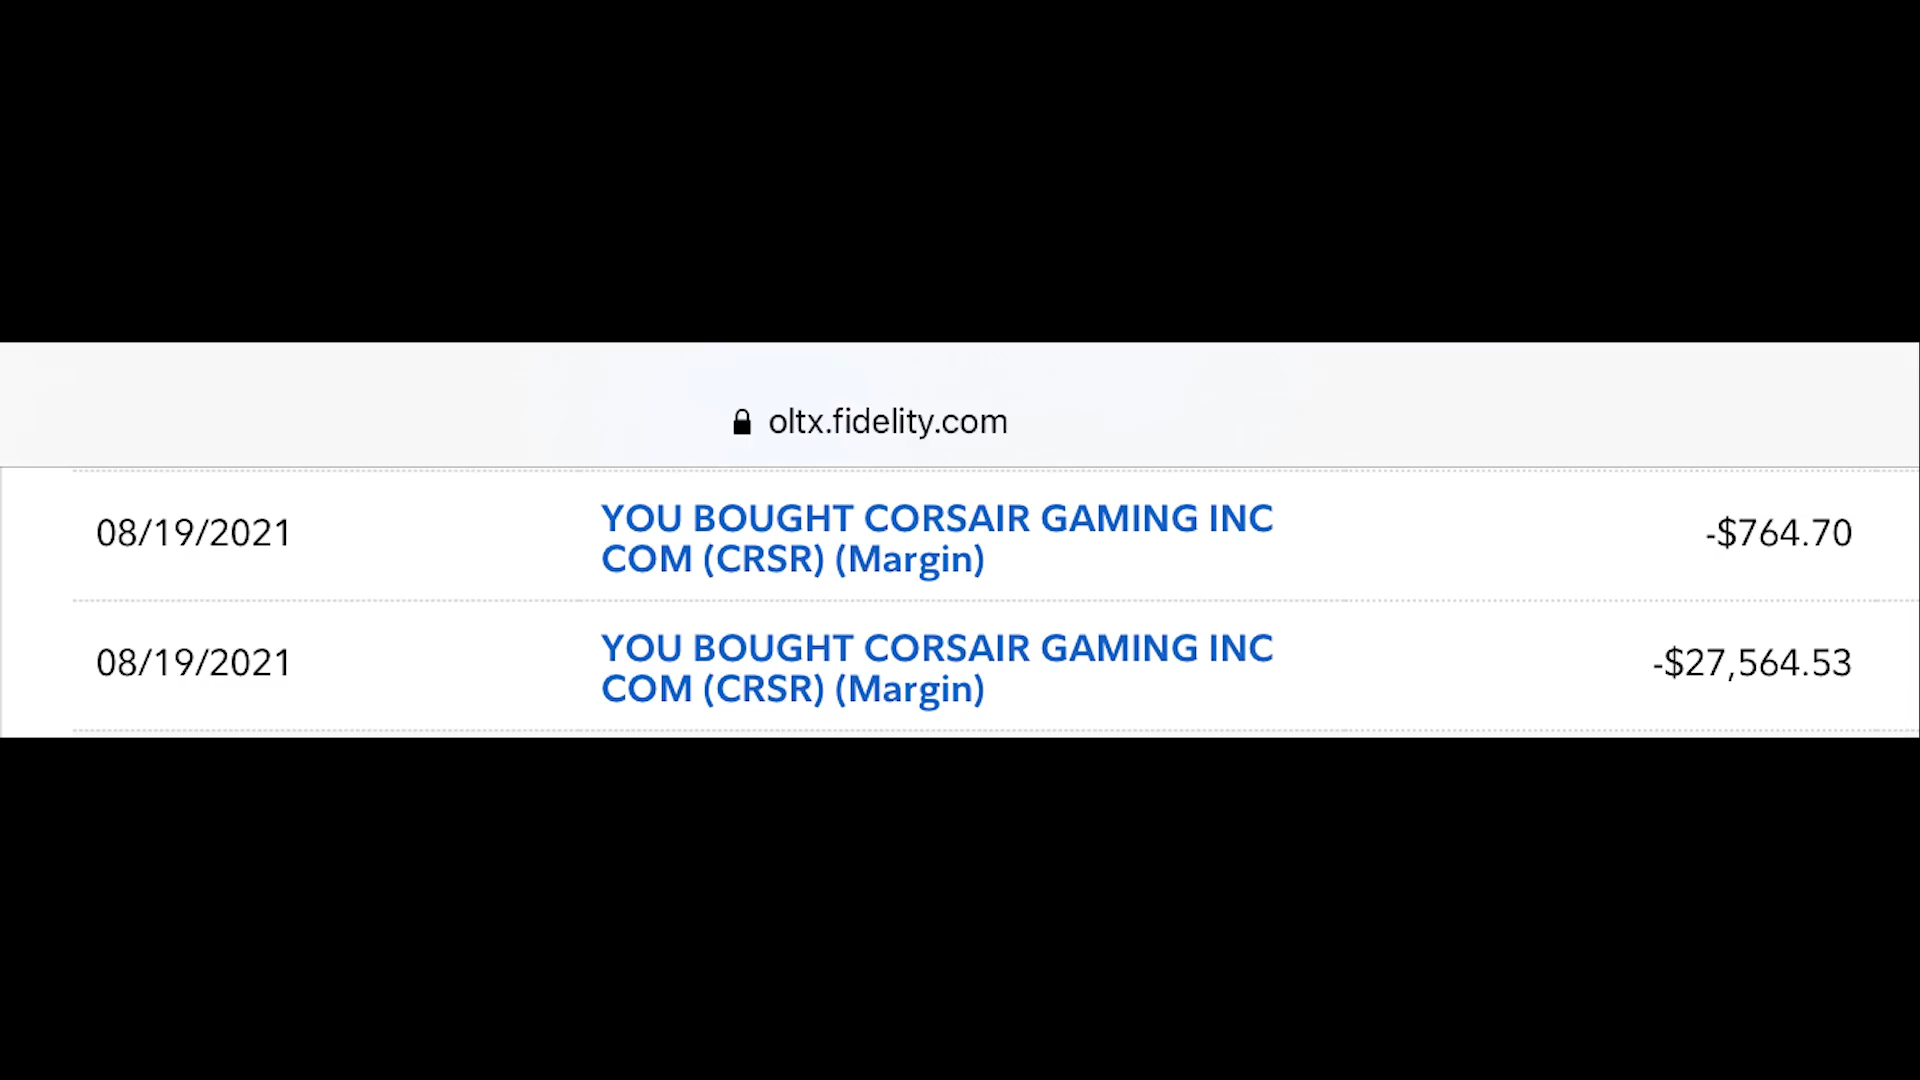 oltx.fidelity.com
08/19/2021
YOU BOUGHT CORSAIR GAMING INC
COM (CRSR) (Margin)
-$764.70
08/19/2021
YOU BOUGHT CORSAIR GAMING INC
COM (CRSR) (Margin)
-$27,564.53